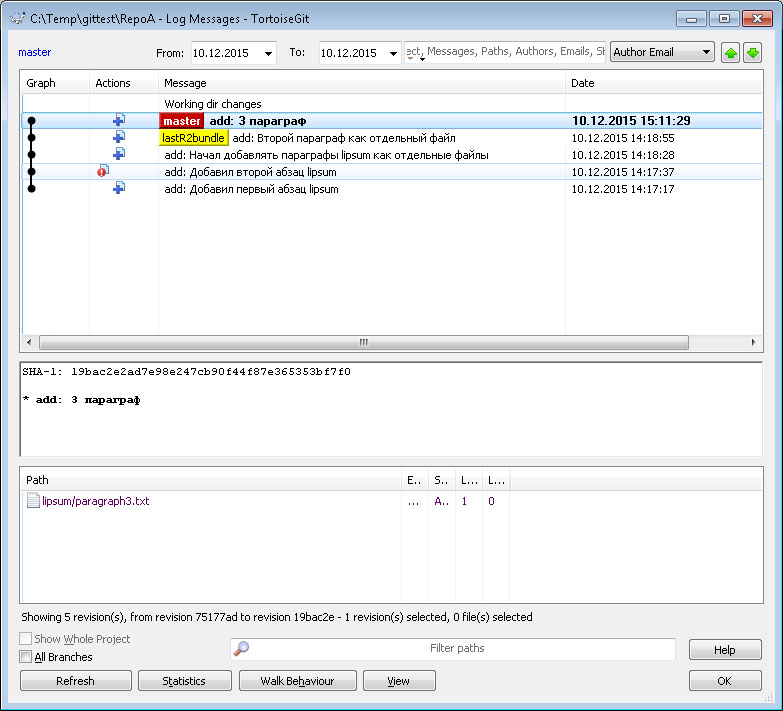 C:\Temp\gittest\RepoA - Log Messages - TortoiseGit
master From: 10.12.2015 To: 10.12.2015 ect, Messages, Paths, Authors, Emails, Author Email
Graph Actions Message Date
Working dir changes
master add: 3 параграф 10.12.2015 15:11:29
lastR2bundle add: Второй параграф как отдельный файл 10.12.2015 14:18:55
add: Начал добавлять параграфы lipsum как отдельные файлы 10.12.2015 14:18:28
add: Добавил второй абзац lipsum 10.12.2015 14:17:37
add: Добавил первый абзац lipsum 10.12.2015 14:17:17
SHA-1: 19bac2e2ad7e98e247cb90f44f87e365353bf7f0
* add: 3 параграф
Path E.. S.. L... L...
lipsum/paragraph3.txt ... A.. 1 0
Showing 5 revision(s), from revision 75177ad to revision 19bac2e - 1 revision(s) selected, 0 file(s) selected
Show Whole Project
All Branches
Filter paths
Help
Refresh Statistics Walk Behaviour View OK